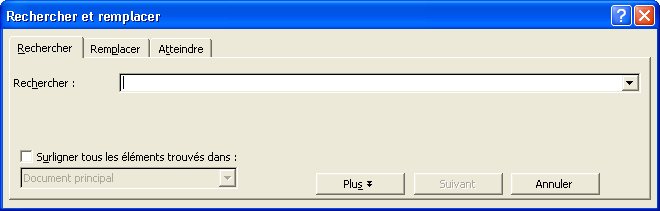 Rechercher et remplacer
Rechercher Remplacer Atteindre
Rechercher :
Surligner tous les éléments trouvés dans :
Document principal
Plus Suivant Annuler